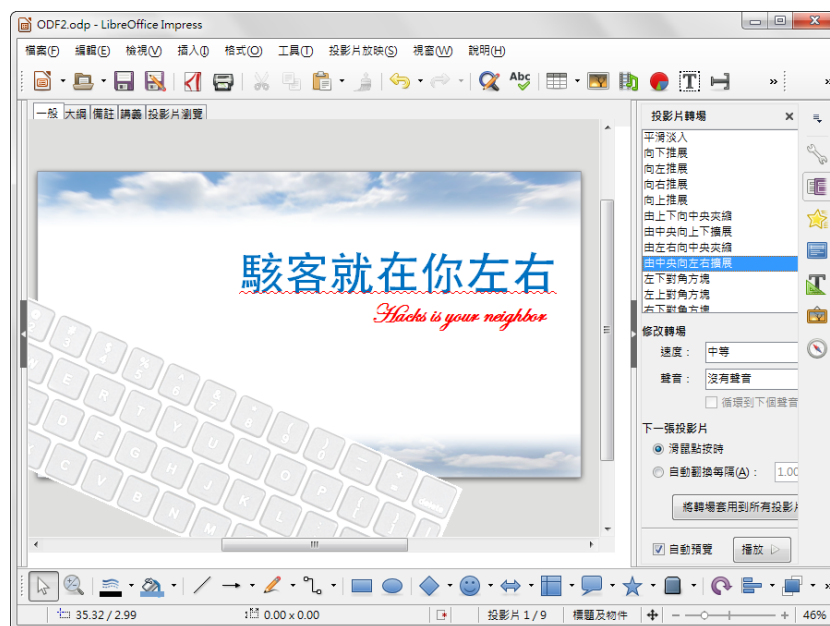 ODF2.odp - LibreOffice Impress
檔案(F) 編輯(E) 檢視(V) 插入(I) 格式(O) 工具(T) 投影片放映(S) 視窗(W) 說明(H)
Abc
一般 大綱 備註 講義 投影片瀏覽
駭客就在你左右
Hacks is your neighbor
delete
投影片轉場
平滑淡入
向下推展
向左推展
向右推展
向上推展
由上下向中央夾縮
由中央向上下擴展
由左右向中央夾縮
由中央向左右擴展
左下對角方塊
左上對角方塊
右下對角方塊
修改轉場
速度： 中等
聲音： 沒有聲音
循環到下個聲音
下一張投影片
滑鼠點按時
自動翻換每隔(A)： 1.00
將轉場套用到所有投影片
自動預覽 播放
35.32 / 2.99 0.00 x 0.00 投影片 1 / 9 標題及物件 46%